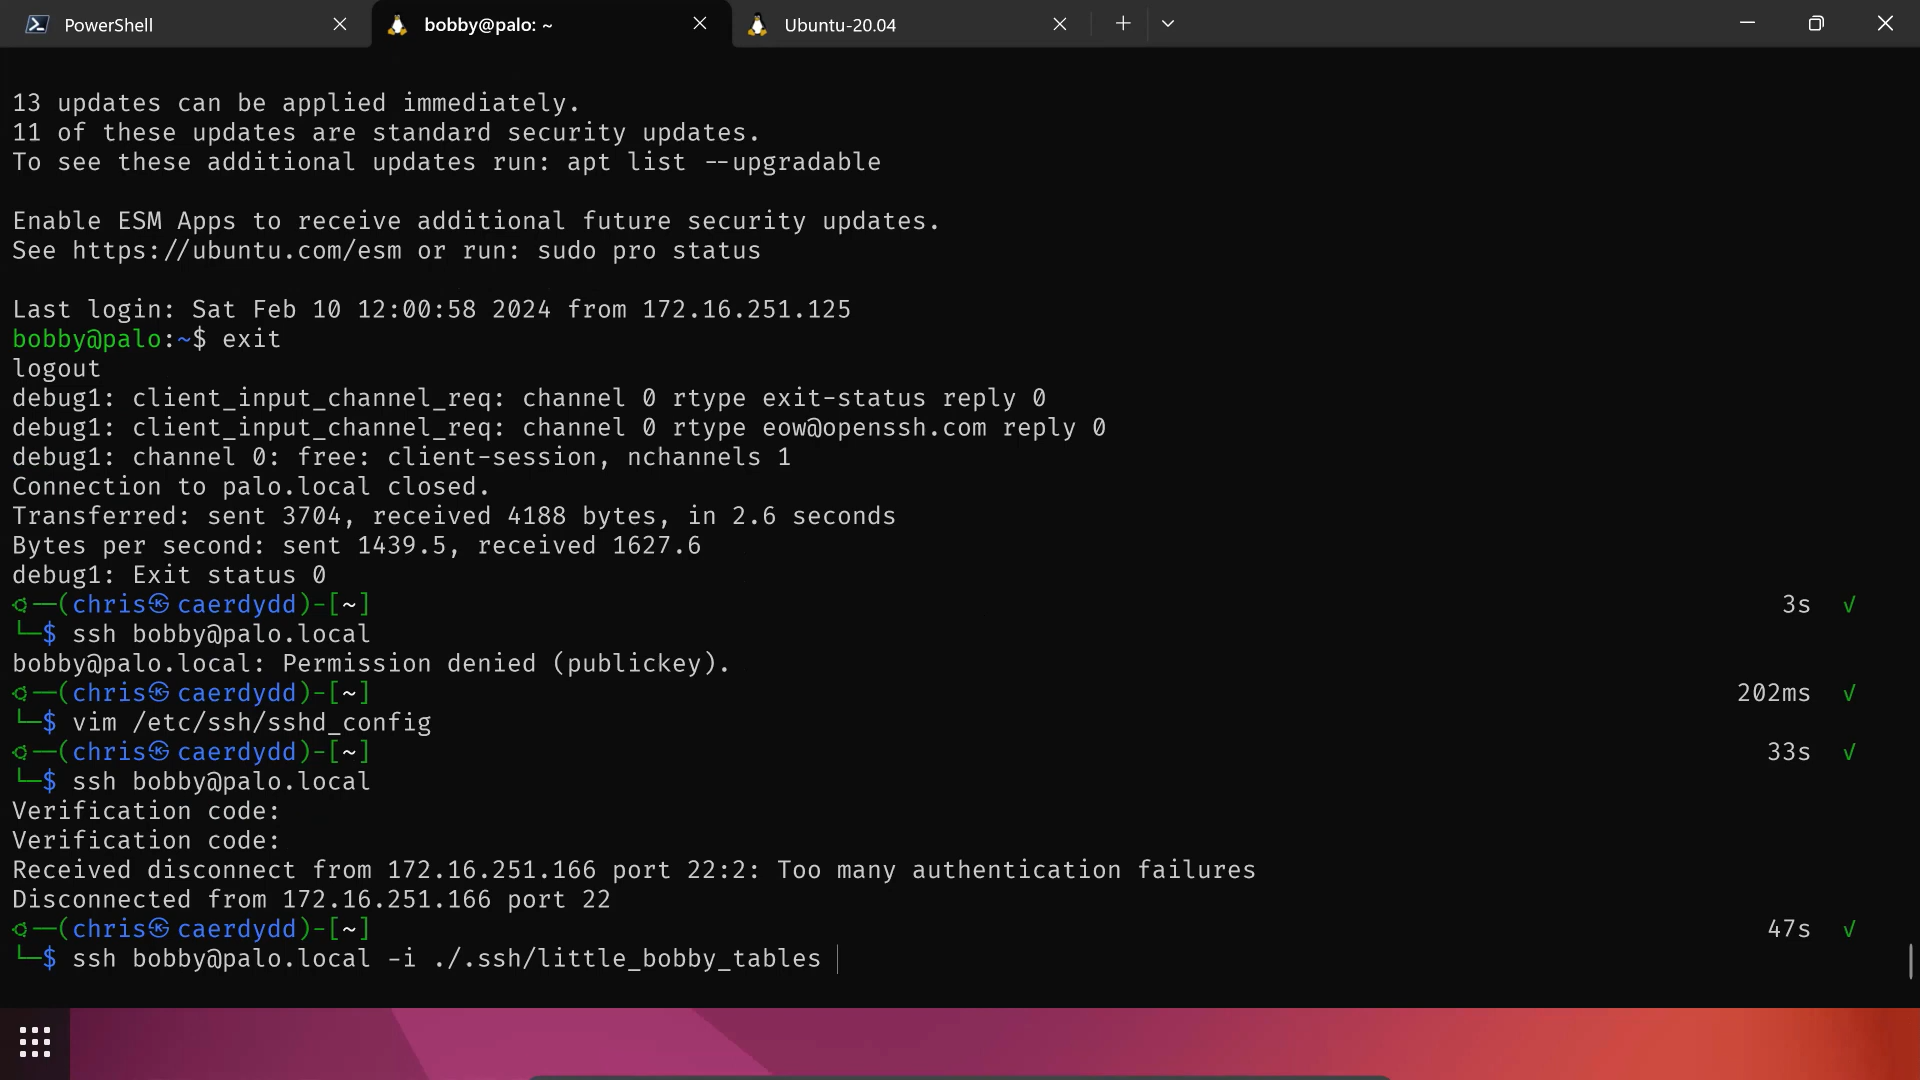 PowerShell
bobby@palo: ~
Ubuntu-20.04
13 updates can be applied immediately.
11 of these updates are standard security updates.
To see these additional updates run: apt list --upgradable
Enable ESM Apps to receive additional future security updates.
See https://ubuntu.com/esm or run: sudo pro status
Last login: Sat Feb 10 12:00:58 2024 from 172.16.251.125
bobby@palo:~$ exit
logout
debug1: client_input_channel_req: channel 0 rtype exit-status reply 0
debug1: client_input_channel_req: channel 0 rtype eow@openssh.com reply 0
debug1: channel 0: free: client-session, nchannels 1
Connection to palo.local closed.
Transferred: sent 3704, received 4188 bytes, in 2.6 seconds
Bytes per second: sent 1439.5, received 1627.6
debug1: Exit status 0
──(chris㉿caerdydd)-[~] 3s √
└─$ ssh bobby@palo.local
bobby@palo.local: Permission denied (publickey).
──(chris㉿caerdydd)-[~] 202ms √
└─$ vim /etc/ssh/sshd_config
──(chris㉿caerdydd)-[~] 33s √
└─$ ssh bobby@palo.local
Verification code:
Verification code:
Received disconnect from 172.16.251.166 port 22:2: Too many authentication failures
Disconnected from 172.16.251.166 port 22
──(chris㉿caerdydd)-[~] 47s √
└─$ ssh bobby@palo.local -i ./.ssh/little_bobby_tables